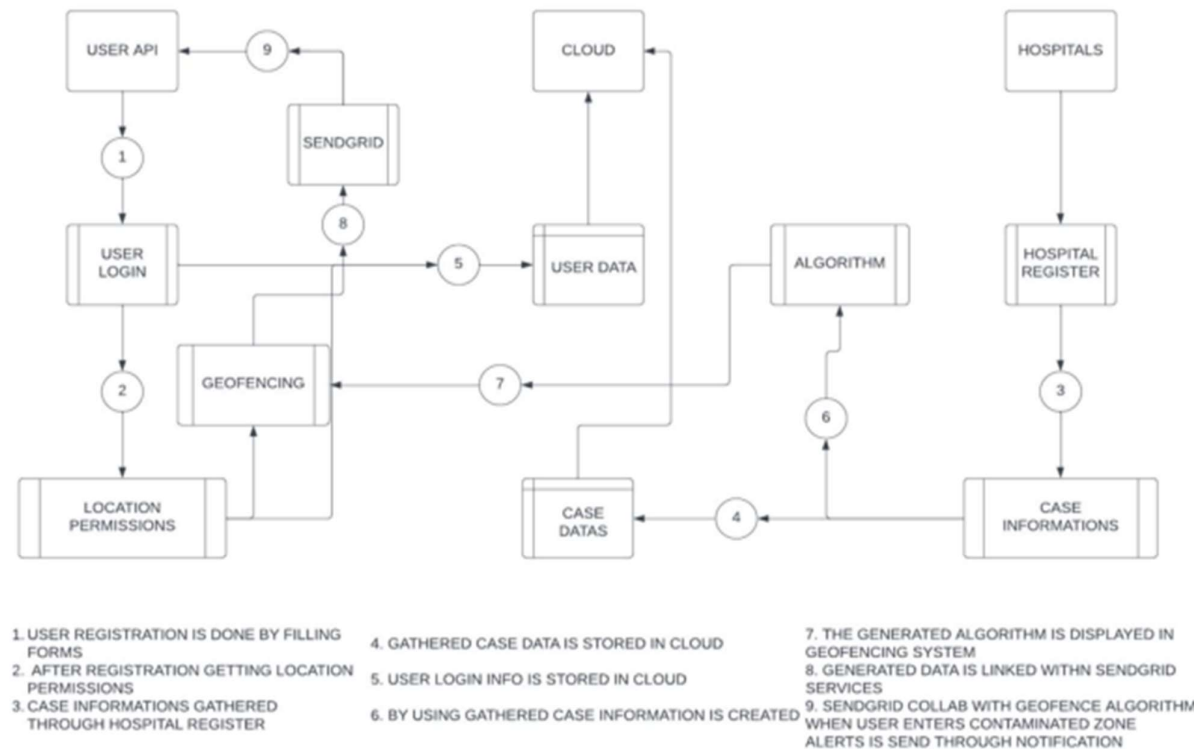 USER API
9
CLOUD
HOSPITALS
SENDGRID
1
8
USER
LOGIN
5
USER DATA
ALGORITHM
HOSPITAL
REGISTER
GEOFENCING
7
2
6
3
LOCATION
PERMISSIONS
CASE
DATAS
4
CASE
INFORMATIONS
1. USER REGISTRATION IS DONE BY FILLING
FORMS
2. AFTER REGISTRATION GETTING LOCATION
PERMISSIONS
3. CASE INFORMATIONS GATHERED
THROUGH HOSPITAL REGISTER
4. GATHERED CASE DATA IS STORED IN CLOUD
5. USER LOGIN INFO IS STORED IN CLOUD
6. BY USING GATHERED CASE INFORMATION IS CREATED
7. THE GENERATED ALGORITHM IS DISPLAYED IN
GEOFENCING SYSTEM
8. GENERATED DATA IS LINKED WITHN SENDGRID
SERVICES
9. SENDGRID COLLAB WITH GEOFENCE ALGORITHM
WHEN USER ENTERS CONTAMINATED ZONE
ALERTS IS SEND THROUGH NOTIFICATION